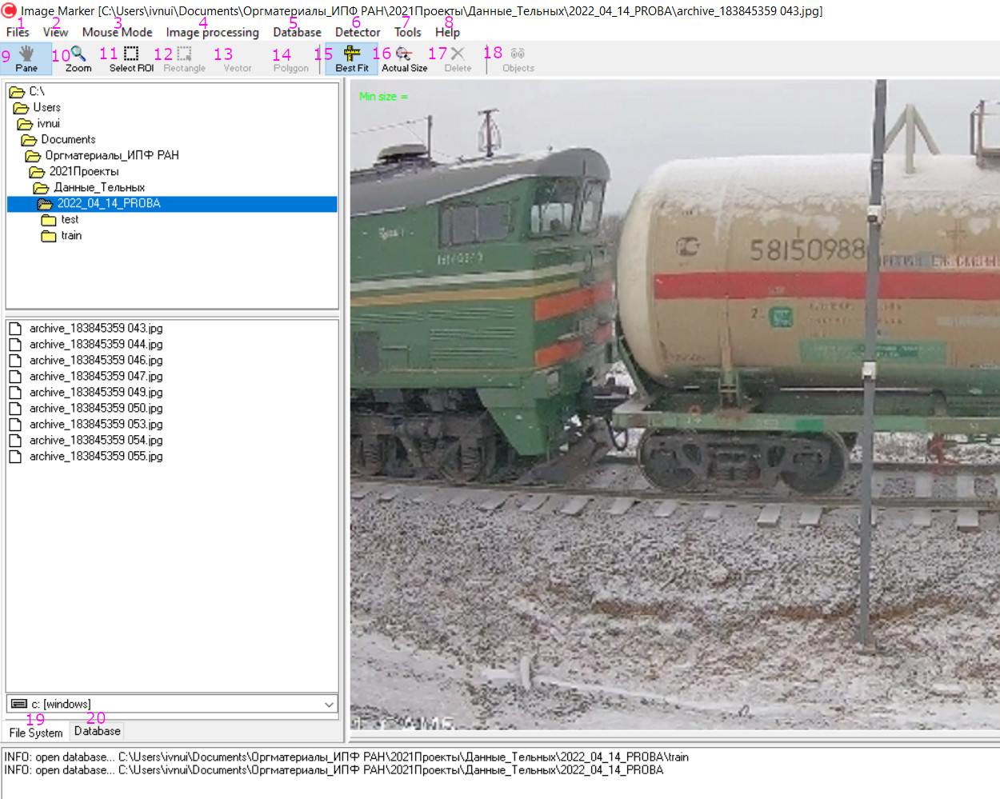 Image Marker [C:\Users\ivnui\Documents\Оргматериалы_ИПФ РАН\2021Проекты\Данные_Тельных\2022_04_14_PROBA\archive_183845359 043.jpg]
1 2 3 4 5 6 7 8
Files View Mouse Mode Image processing Database Detector Tools Help
9 10 11 12 13 14 15 16 17 18
Pane Zoom Select ROI Rectangle Vector Polygon Best Fit Actual Size Delete Objects
C:\
Users
ivnui
Documents
Оргматериалы_ИПФ РАН
2021Проекты
Данные_Тельных
2022_04_14_PROBA
test
train
Min size =
58150988
2
archive_183845359 043.jpg
archive_183845359 044.jpg
archive_183845359 046.jpg
archive_183845359 047.jpg
archive_183845359 049.jpg
archive_183845359 050.jpg
archive_183845359 053.jpg
archive_183845359 054.jpg
archive_183845359 055.jpg
c: [windows]
19 20
File System Database
INFO: open database... C:\Users\ivnui\Documents\Оргматериалы_ИПФ РАН\2021Проекты\Данные_Тельных\2022_04_14_PROBA\train
INFO: open database... C:\Users\ivnui\Documents\Оргматериалы_ИПФ РАН\2021Проекты\Данные_Тельных\2022_04_14_PROBA